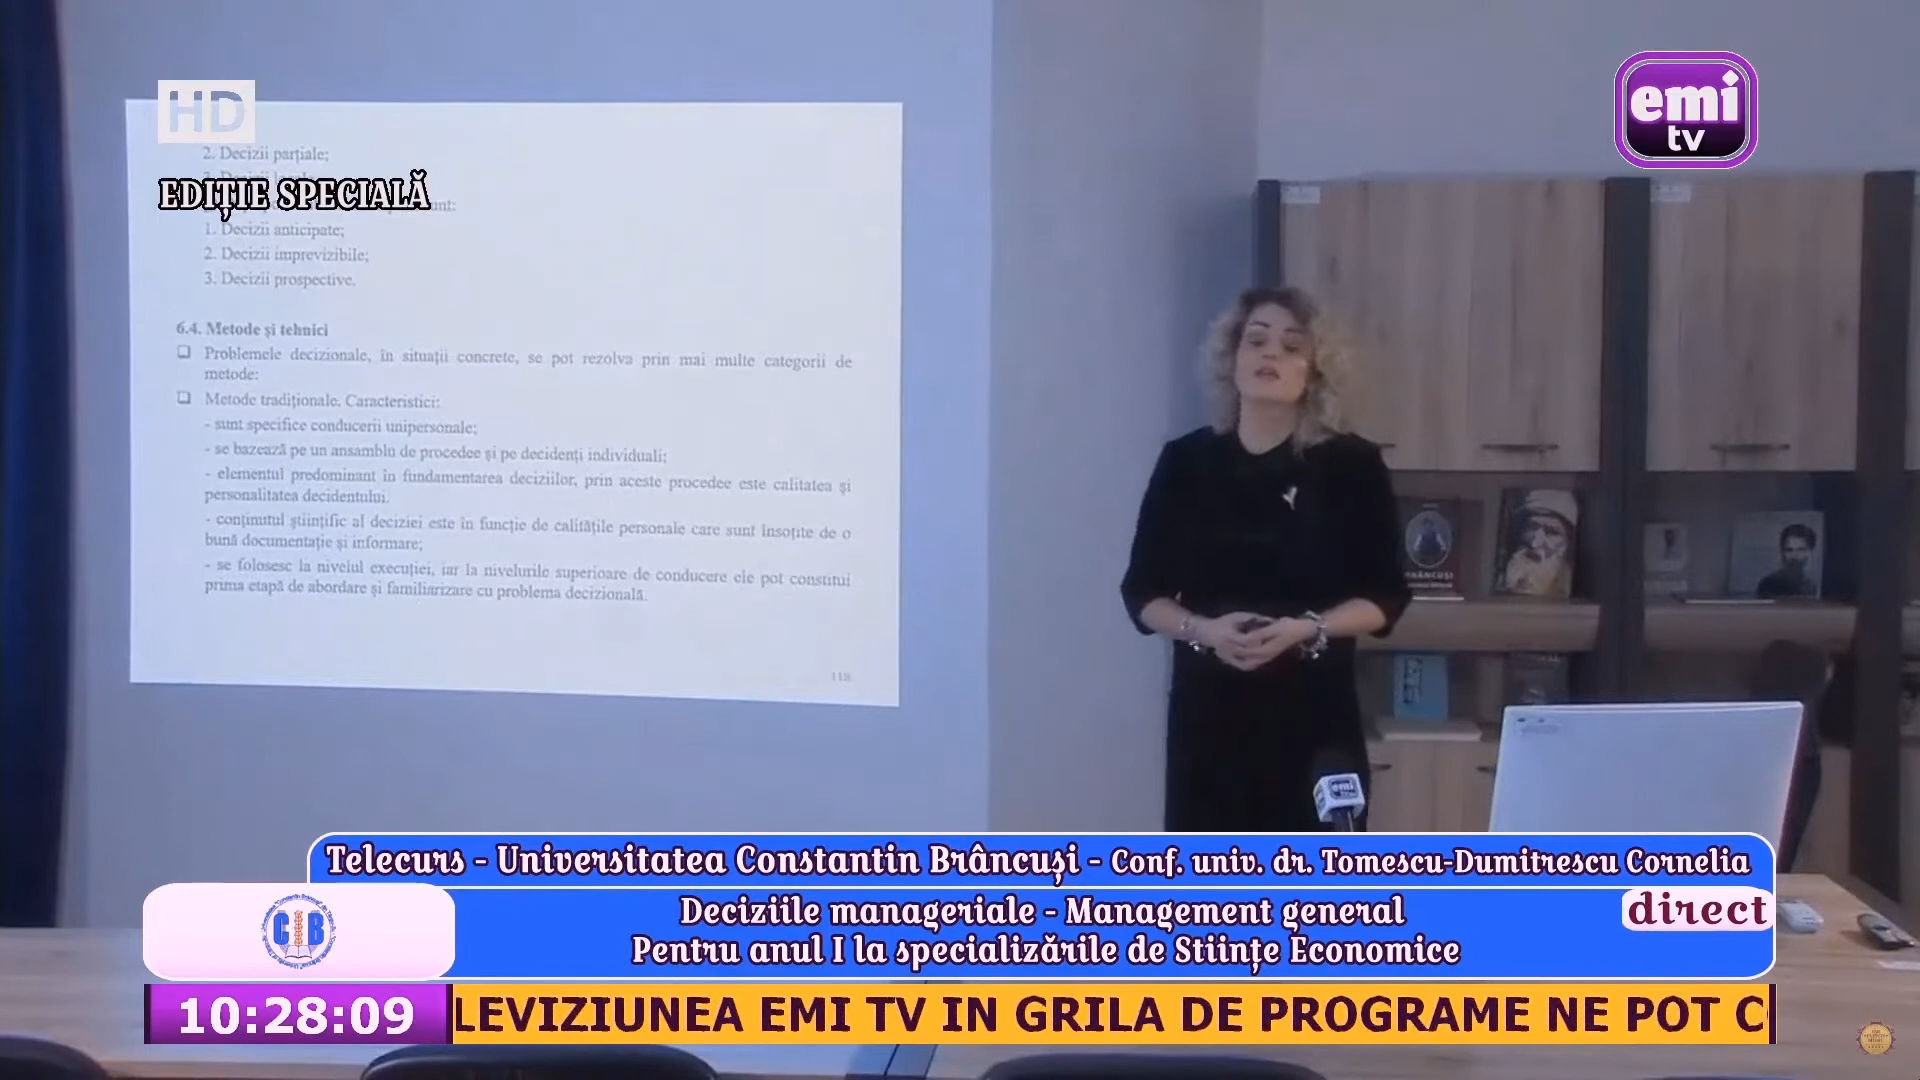 HD
emi
tv
2. Decizii parțiale;
EDIȚIE SPECIALĂ
1. Decizii anticipate;
2. Decizii imprevizibile;
3. Decizii prospective.
6.4. Metode și tehnici
❑ Problemele decizionale, în situații concrete, se pot rezolva prin mai multe categorii de
metode:
❑ Metode tradiționale. Caracteristici:
- sunt specifice conducerii unipersonale;
- se bazează pe un ansamblu de procedee și pe decidenți individuali;
- elementul predominant în fundamentarea deciziilor, prin aceste procedee este calitatea și
personalitatea decidentului.
- conținutul științific al deciziei este în funcție de calitățile personale care sunt însoțite de o
bună documentație și informare;
- se folosesc la nivelul execuției, iar la nivelurile superioare de conducere ele pot constitui
prima etapă de abordare și familiarizare cu problema decizională.
118
BRÂNCUȘI
emi
Telecurs - Universitatea Constantin Brâncuși - Conf. univ. dr. Tomescu-Dumitrescu Cornelia
Deciziile manageriale - Management general
direct
Pentru anul I la specializările de Stiințe Economice
CIB
10:28:09
LEVIZIUNEA EMI TV IN GRILA DE PROGRAME NE POT C